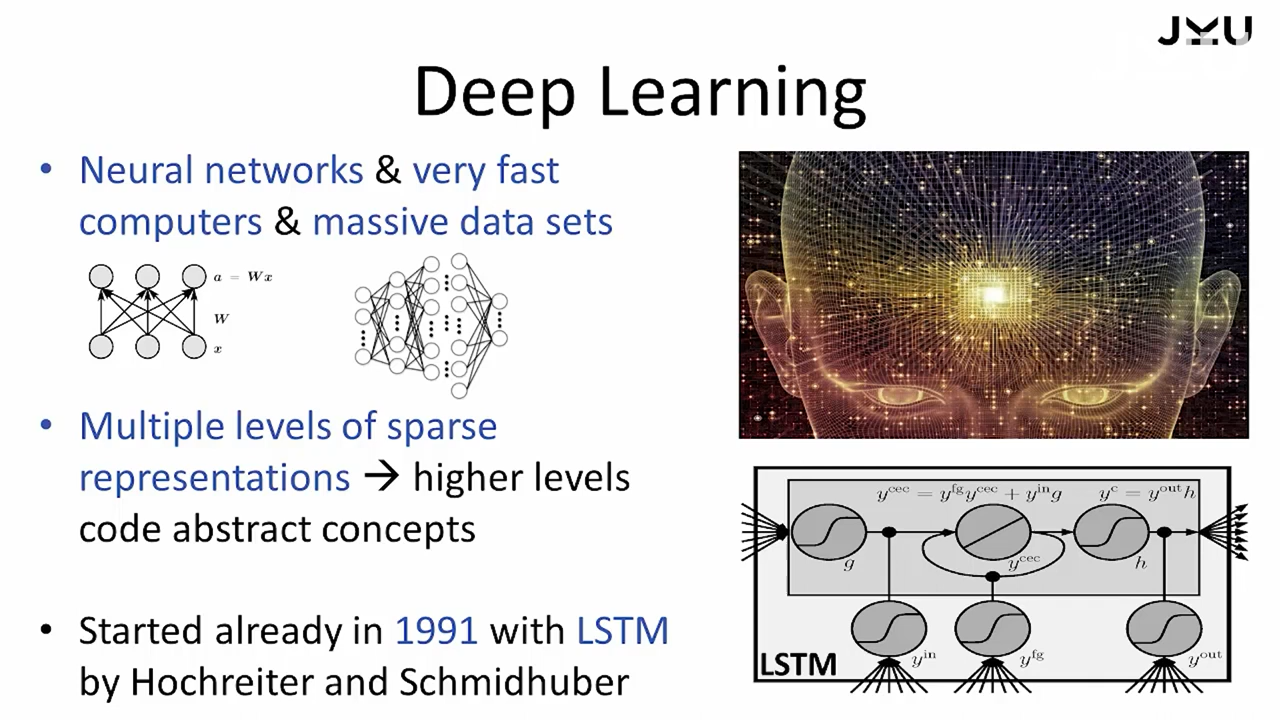 JMU
Deep Learning
• Neural networks & very fast
computers & massive data sets
a = Wx
W
x
• Multiple levels of sparse
representations → higher levels
code abstract concepts
• Started already in 1991 with LSTM
by Hochreiter and Schmidhuber
y^cec = y^fg y^cec + y^in g
y^c = y^out h
g
y^cec
h
y^in
y^fg
y^out
LSTM